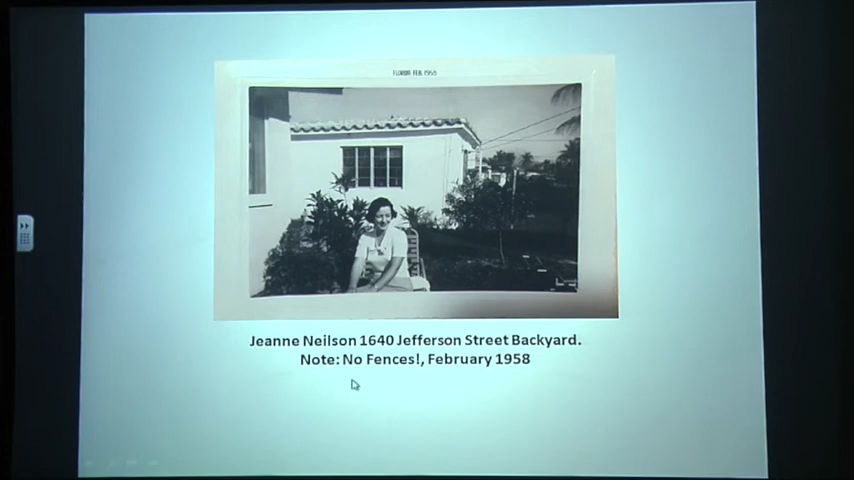 FLORIDA FEB. 1958
Jeanne Neilson 1640 Jefferson Street Backyard.
Note: No Fences!, February 1958